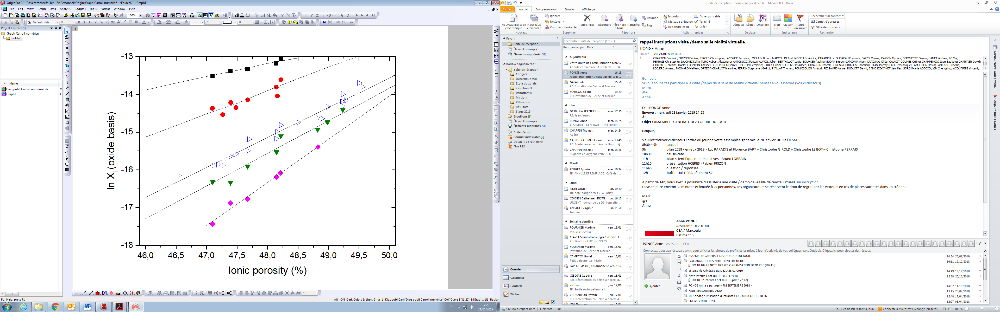 OriginPro 9.1 (Government) 64-bit - Z:\Personnel\Origin\Graph Carroll numérisé - /Folder1/ - [Graph1]
File Edit View Graph Data Analysis Gadgets Tools Format Window Help
100%
Default: Arial 0
Project Explorer (1)
Graph Carroll numérisé
Folder1
Name
Diag publi Carroll numérisé.xls
Graph1
1
-13
-14
-15
-16
-17
-18
ln Xi (oxide basis)
46,0 46,5 47,0 47,5 48,0 48,5 49,0 49,5 50,0
Ionic porosity (%)
10
For Help, press F1
-- AU : ON Dark Colors & Light Grids 1:[DiagpubliCarr]"Diag publi Carroll numérisé"!Col("Curve 1")[1:22] 1:[Graph1]1!1 Radian
FR 17:29
24/01/2019
Boîte de réception - boris.venague@cea.fr - Microsoft Outlook
Fichier Accueil Envoyer/recevoir Dossier Affichage
Nouveau message électronique
Nouveaux éléments
Nouveau
Ignorer
Nettoyer
Courrier indésirable
Supprimer
Supprimer
Répondre
Répondre à tous
Transférer
Réunion
Plus
Répondre
Important
Message d'équipe
Répondre et su...
Au responsable
Terminé
Créer
Actions rapides
Déplacer
Règles
OneNote
Déplacer
Non lu/Lu
Classer
Assurer un suivi
Indicateurs
Rechercher un contact
Carnet d'adresses
Filtre de courrier
Rechercher
Favoris
Boîte de réception
Éléments envoyés
Éléments supprimés (51)
boris.venague@cea.fr
Boîte de réception
Congrès
Dynamique mol.
Ecole doctorale
évolution PEE
Important (1)
Missions
Références
Résultats
Stage 2019
Brouillons [1]
Éléments envoyés
Éléments supprimés (51)
Boîte d'envoi
Courrier indésirable [2]
Dossiers de recherche
Flux RSS
Courrier
Calendrier
Contacts
Tâches
Rechercher Boîte de réception (Ctrl+E)
Réorganiser par : Date
Aujourd'hui
Votre Unité de Communication Marc...
Annule et remplace : CI collecte ...
PONGE Anne 16:18
rappel inscriptions visite /demo salle ...
GALAI Leila 15:56
RE: Invitation de Céline et Maxime
MARCOU Celine 13:29
RE: Invitation de Céline et Maxime
Hier
DE PAULA PEREIRA Luiz mer. 17:55
RE: Jean Jaurès
PONGE Anne mer. 14:25
ASSEMBLEE GENERALE DE2D ORDRE ...
CHARPIN Thomas mer. 14:24
Apéro
CAU DIT COUMES Celine mer. 13:45
RE: Soutenance de thèse de Hug...
CHARPIN Thomas mer. 13:28
Fugacité en oxygène verre UOx
Mardi
PEUGET Sylvain mar. 10:34
TR: ANNULE ET REMPLACE : Café des ...
Lundi
PINET Olivier lun. 19:29
TR: note badge accès CEA Saclay
COCHIN Catherine - INSTN lun. 16:13
URGENT - demande de DI - formatio...
ANSAULT Virginie lun. 11:50
Traiteur
Semaine dernière
FOURNIER Maxime ven. 18/01
Microsoft Office
CLAVEL Simon-Jean-Regis CRIT ven. 1...
Applications HPC sur CERES
FOURNIER Maxime ven. 18/01
Invitation de Céline et Maxime
CAMPAYO Lionel ven. 18/01
Petit dejeuner 1er février
LAPLACE-PLOQUIN Annabelle ven. 18...
pres.
GIBOIRE Isabelle ven. 18/01
RE: Présentation du 3ème vendredi d...
aisther jeu. 17/01
TR: Sortie resto-patinoire !
VAUBAILLON Sylvain jeu. 17/01
RE: Présentation du 3ème vendredi d...
rappel inscriptions visite /demo salle réalité virtuelle.
PONGE Anne
Envoyé : jeu. 24/01/2019 16:18
À : CHARTON Frederic; FRIZON Fabien; GIROLD Christophe; LACOMBE Jacques; LORRAIN Bruno; MARCELLIN Joel; MOCELLIN Annick; PARADIS Luc; SUDREAU Francois; FARCY Oriane; CAPION Myriam; DEROUETTE Denise; JAMET Andree; LO Xia;
PERRAIS Christophe; SALOMEZ Kelly; TURC Hubert-Alexandre; ANTONUCCI Pascal; AUPOIL Julien; BERTHILLOT Leslie; BOUHIER Pauline; BUDAN Birsen; CAPION Myriam; CARDINAL Gilles; CAU DIT COUMES Celine; CHAMPENOIS Jean-Baptiste; CHARTIER David;
COURTOIS Nicolas; DANNOUX-PAPIN Adeline; DE CONINCK Pierre; DIDERON Géraldine; FARCY Oriane; GERENTON Adrien; GIRARDIN Pascal; GOMES RODRIGUES Donatien; HAAS Jeremy; LABED Veronique; LAMBERTIN David; LANIESSE Priscillia;
LECLERC Arnaud; MOINARD Mattew; ORTEGA-CHARLOT Maryline; PERRIN Stephane 164911; PIALLAT Thomas; POULESQUEN Arnaud; RESSAYRE Karine; RUDLOFF David; SANCHEZ-CANET Jennifer; SORIN Marie ADECCO; YIN Chengying; ACQUARINI Vincent;
Bonjour,
Si vous souhaitez participer à la visite /démo de la salle de réalité virtuelle, pensez à vous inscrire (voir ci-dessous).
Merci.
@+
Anne
De : PONGE Anne
Envoyé : mercredi 23 janvier 2019 14:25
À :
Objet : ASSEMBLEE GENERALE DE2D ORDRE DU JOUR
Bonjour,
Veuillez trouver ci-dessous l'ordre du jour de votre assemblée générale le 28 janvier 2019 à l'ICSM.
8h30 – 9h accueil
9h bilan 2018 / enjeux 2019 - Luc PARADIS et Florence BART – Christophe GIROLD – Christophe LE BOT – Christophe PERRAIS
10h30 pause-café
11h bilan scientifique et perspectives - Bruno LORRAIN
11h15 présentation HCERES - Fabien FRIZON
11h45 question / réponses
12h buffet Hall HERA bâtiment 52
A partir de 14h, vous avez la possibilité d'assister à une visite / démo de la salle de réalité virtuelle sur inscription.
La visite dure environ 30 minutes et limitée à 20 personnes. Les organisateurs se réservent le droit de regrouper les visiteurs en cas de places vacantes dans un créneau.
Merci.
@+
Anne
Anne PONGE
Assistante DE2D/DIR
CEA / Marcoule
Bâtiment 56
PONGE Anne Assistante, CEA
Connectez-vous aux réseaux d'amis pour afficher les photos de profils et les mises à jour d'activités de vos collègues dans Outlook. Cliquez ici pour ajouter des réseaux.
Ajouter
ASSEMBLEE GENERALE DE2D ORDRE DU JOUR 14:24 23/01/2019
Evaluation HCERES NOTE DE2D DO 18 109 16:11 19/12/2018
DO 18 109 LP NOTE HCERES ORGANISATION DE2D.PDF (182 Ko)
assemblée Générale du DE2D 28/01/2019 14:49 19/12/2018
Note intérim Chef du LPTI 02/11/2018 12:28 23/10/2018
DO 18 82 Interim Chef du LPTI.pdf (127 Ko)
PONGE Anne a partagé « FM SEPTEMBRE 2018 » 14:52 11/10/2018
FAITS MARQUANTS DE2D 13:15 23/07/2018
TR: sondage utilisation d'intranet CEA - MARCOULE - DE2D 12:48 17/04/2018
FM mars 2018 DE2D 12:27 06/04/2018
Aucun rendez-vous à venir.
Aujourd'hui : 0 tâches
542 Mo d'espace libre Éléments : 1 584
Tous les dossiers sont à jour. Connecté à Microsoft Exchange (en-têtes) 100 %